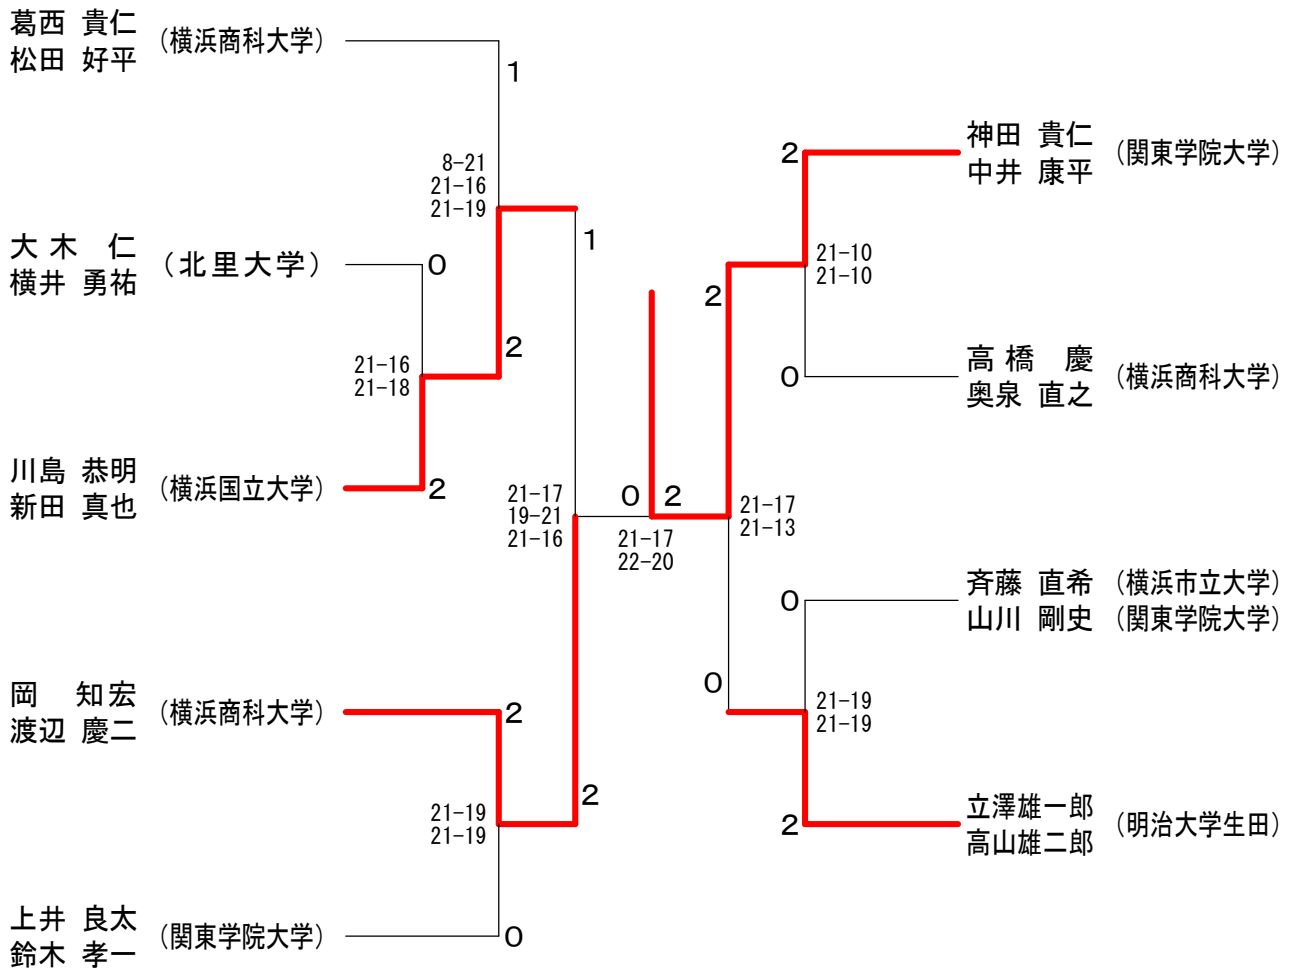 葛西 貴仁
松田 好平
（横浜商科大学）
1
8-21
21-16
21-19
大木 仁
横井 勇祐
（北里大学）
0
1
2
21-16
21-18
川島 恭明
新田 真也
（横浜国立大学）
2
21-17
19-21
21-16
0
2
21-17
22-20
岡 知宏
渡辺 慶二
（横浜商科大学）
2
2
21-19
21-19
上井 良太
鈴木 孝一
（関東学院大学）
0
2
神田 貴仁
中井 康平
（関東学院大学）
21-10
21-10
2
0
高橋 慶
奥泉 直之
（横浜商科大学）
21-17
21-13
0
斉藤 直希 （横浜市立大学）
山川 剛史 （関東学院大学）
0
21-19
21-19
2
立澤雄一郎
高山雄二郎
（明治大学生田）